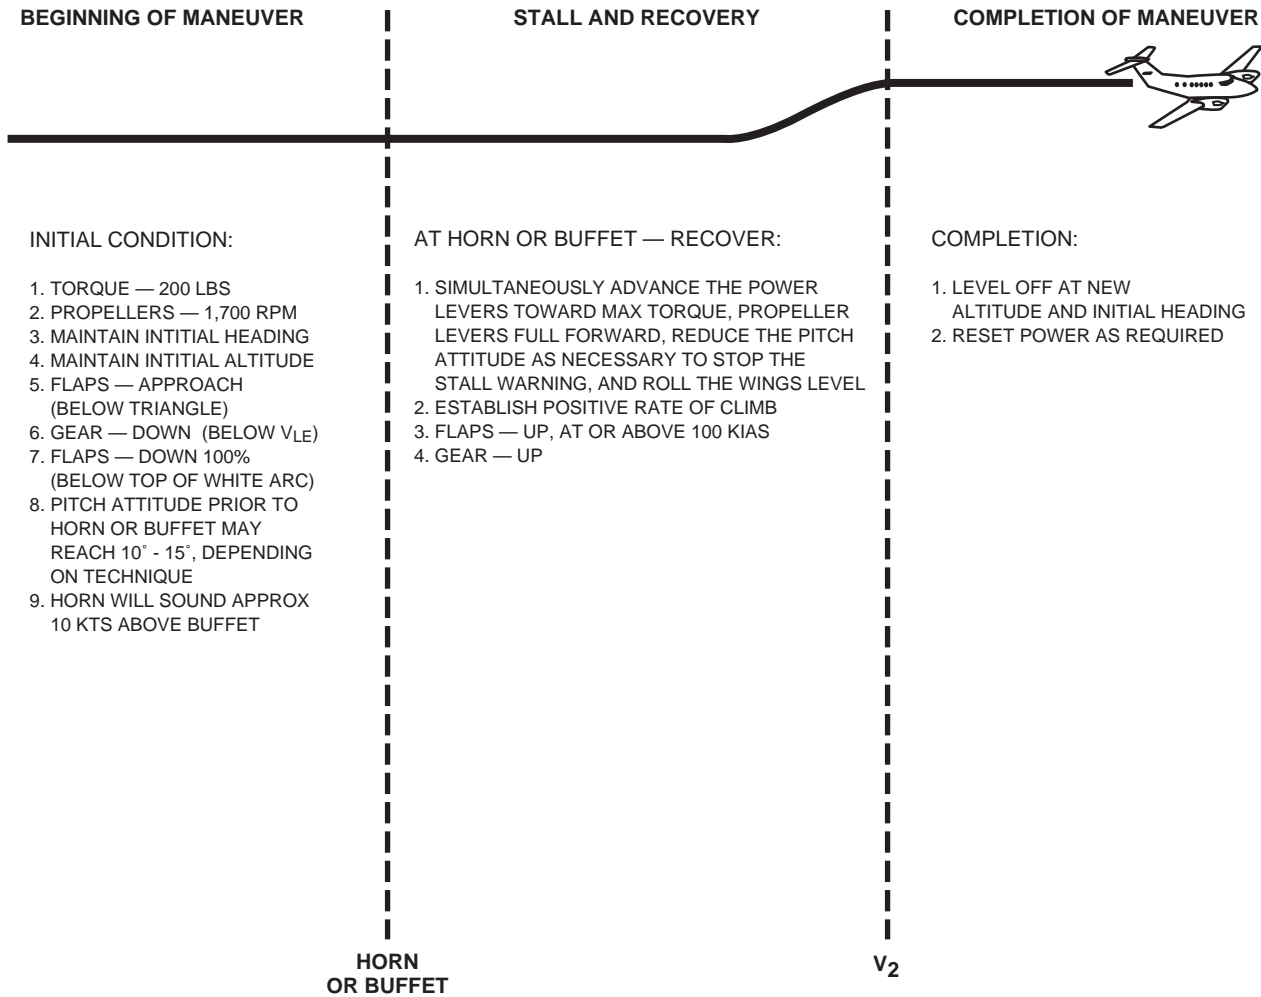 BEGINNING OF MANEUVER
STALL AND RECOVERY
COMPLETION OF MANEUVER
INITIAL CONDITION:
1. TORQUE — 200 LBS
2. PROPELLERS — 1,700 RPM
3. MAINTAIN INTITIAL HEADING
4. MAINTAIN INTITIAL ALTITUDE
5. FLAPS — APPROACH
(BELOW TRIANGLE)
6. GEAR — DOWN (BELOW VLE)
7. FLAPS — DOWN 100%
(BELOW TOP OF WHITE ARC)
8. PITCH ATTITUDE PRIOR TO
HORN OR BUFFET MAY
REACH 10˚ - 15˚, DEPENDING
ON TECHNIQUE
9. HORN WILL SOUND APPROX
10 KTS ABOVE BUFFET
AT HORN OR BUFFET — RECOVER:
1. SIMULTANEOUSLY ADVANCE THE POWER
LEVERS TOWARD MAX TORQUE, PROPELLER
LEVERS FULL FORWARD, REDUCE THE PITCH
ATTITUDE AS NECESSARY TO STOP THE
STALL WARNING, AND ROLL THE WINGS LEVEL
2. ESTABLISH POSITIVE RATE OF CLIMB
3. FLAPS — UP, AT OR ABOVE 100 KIAS
4. GEAR — UP
COMPLETION:
1. LEVEL OFF AT NEW
ALTITUDE AND INITIAL HEADING
2. RESET POWER AS REQUIRED
HORN
OR BUFFET
V2